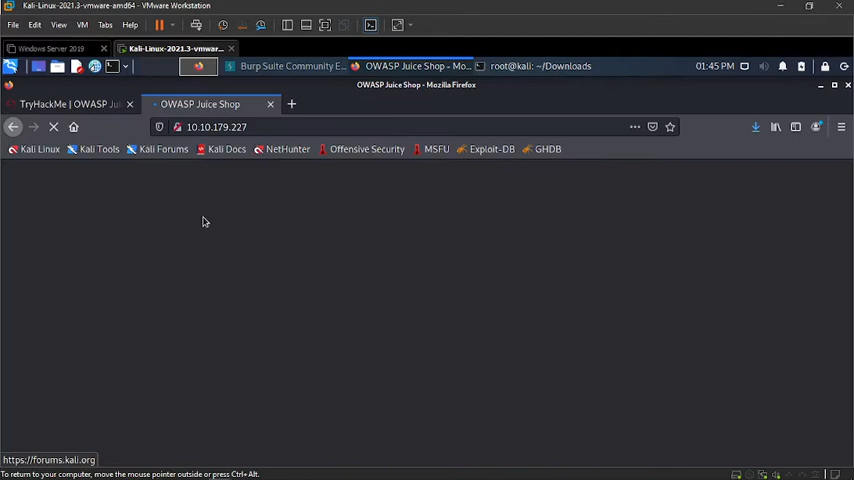 Kali-Linux-2021.3-vmware-amd64 - VMware Workstation
File Edit View VM Tabs Help
Windows Server 2019 Kali-Linux-2021.3-vmwar...
Burp Suite Community E... OWASP Juice Shop - Mo... root@kali: ~/Downloads 01:45 PM
OWASP Juice Shop - Mozilla Firefox
TryHackMe | OWASP Jui OWASP Juice Shop
10.10.179.227
Kali Linux Kali Tools Kali Forums Kali Docs NetHunter Offensive Security MSFU Exploit-DB GHDB
https://forums.kali.org
To return to your computer, move the mouse pointer outside or press Ctrl+Alt.